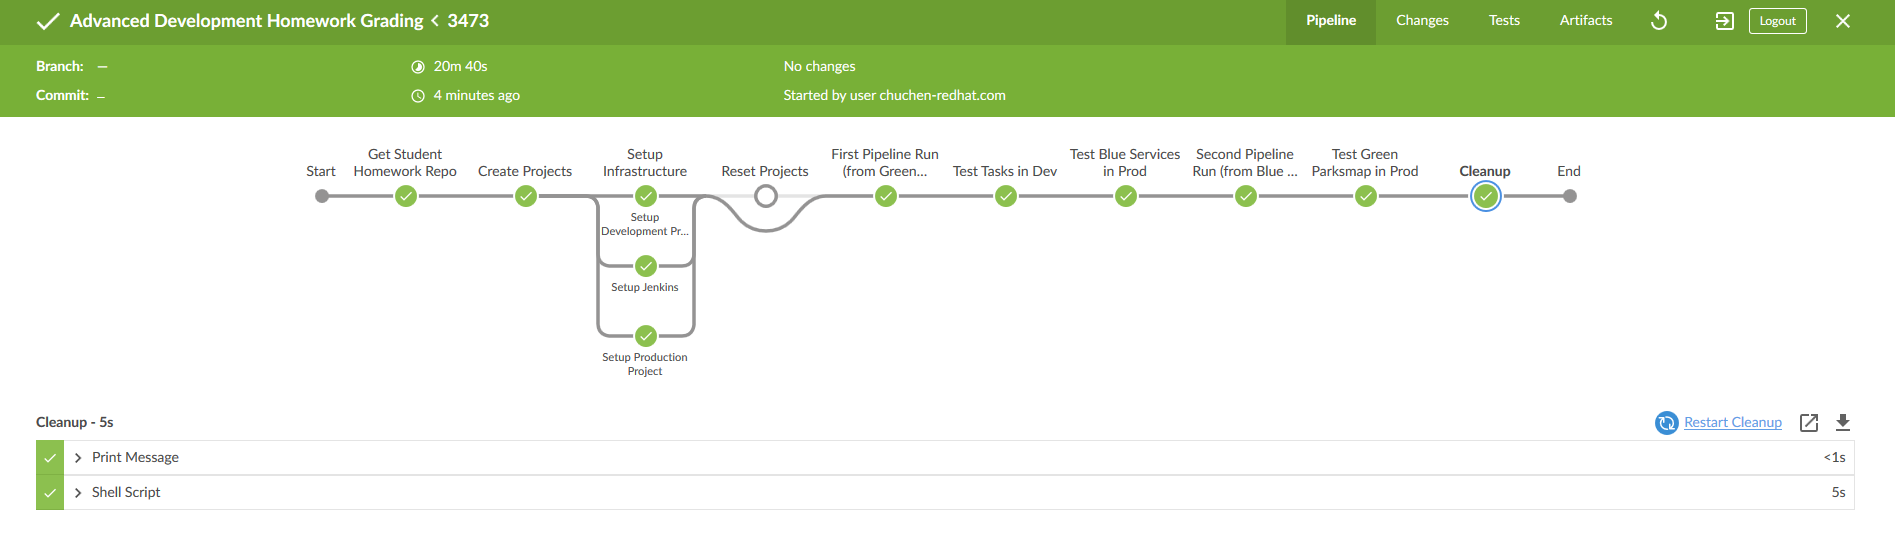 Advanced Development Homework Grading < 3473
Pipeline
Changes
Tests
Artifacts
Logout
Branch: —
20m 40s
No changes
Commit: –
4 minutes ago
Started by user chuchen-redhat.com
Start
Get Student
Homework Repo
Create Projects
Setup
Infrastructure
Reset Projects
First Pipeline Run
(from Green...
Test Tasks in Dev
Test Blue Services
in Prod
Second Pipeline
Run (from Blue ...
Test Green
Parksmap in Prod
Cleanup
End
Setup
Development Pr...
Setup Jenkins
Setup Production
Project
Cleanup - 5s
Restart Cleanup
Print Message
<1s
Shell Script
5s